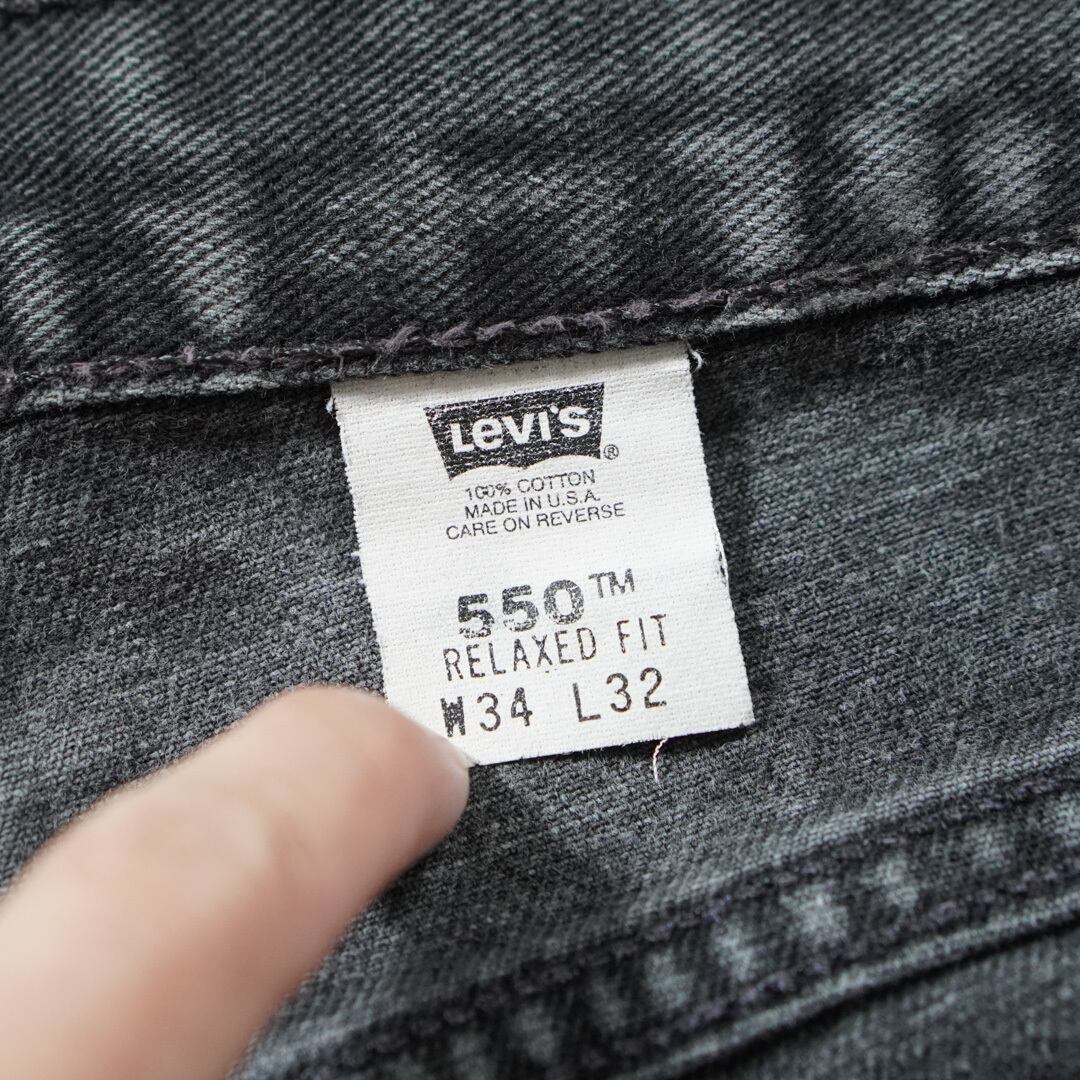 Levi's®
100% COTTON
MADE IN U.S.A.
CARE ON REVERSE
550™
RELAXED FIT
W34 L32